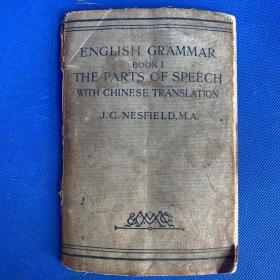 ENGLISH GRAMMAR
BOOK I
THE PARTS OF SPEECH
WITH CHINESE TRANSLATION
J. C. NESFIELD, M.A.